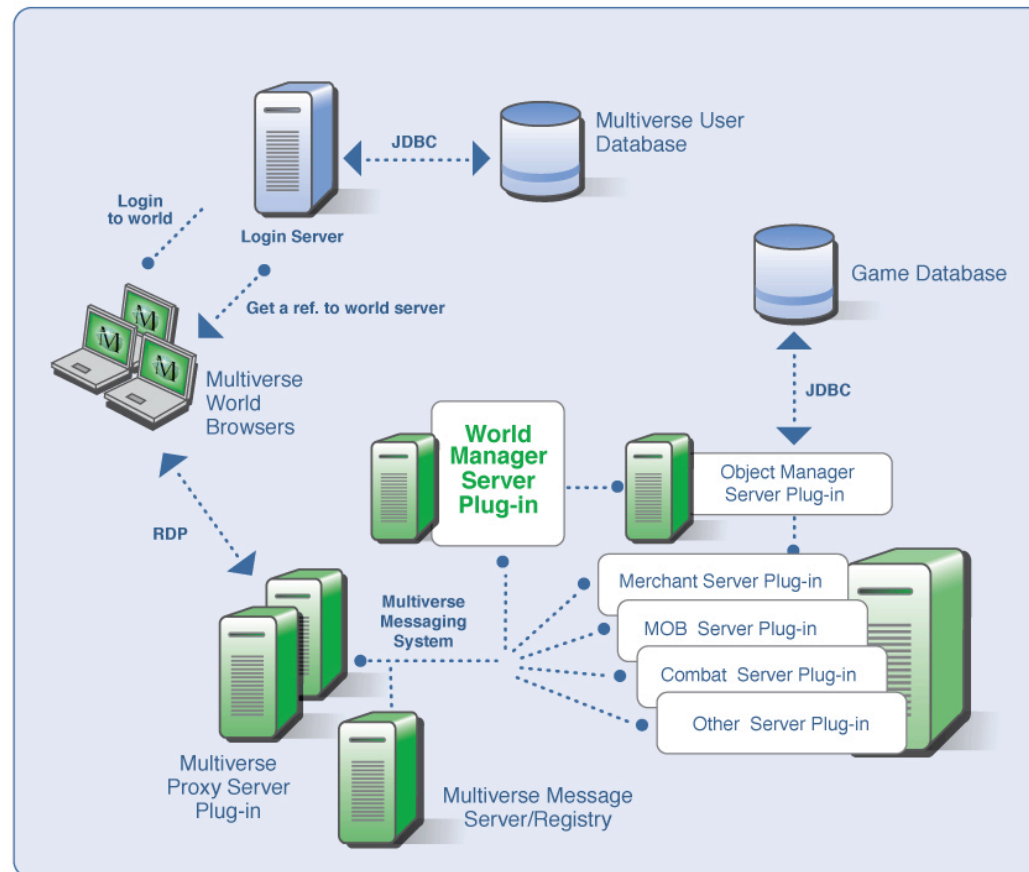 JDBC
Multiverse User
Database
Login
to world
Login Server
Game Database
Get a ref. to world server
M
M
M
Multiverse
World
Browsers
JDBC
World
Manager
Server
Plug-in
Object Manager
Server Plug-in
RDP
Merchant Server Plug-in
Multiverse
Messaging
System
MOB Server Plug-in
Combat Server Plug-in
Other Server Plug-in
Multiverse
Proxy Server
Plug-in
Multiverse Message
Server/Registry